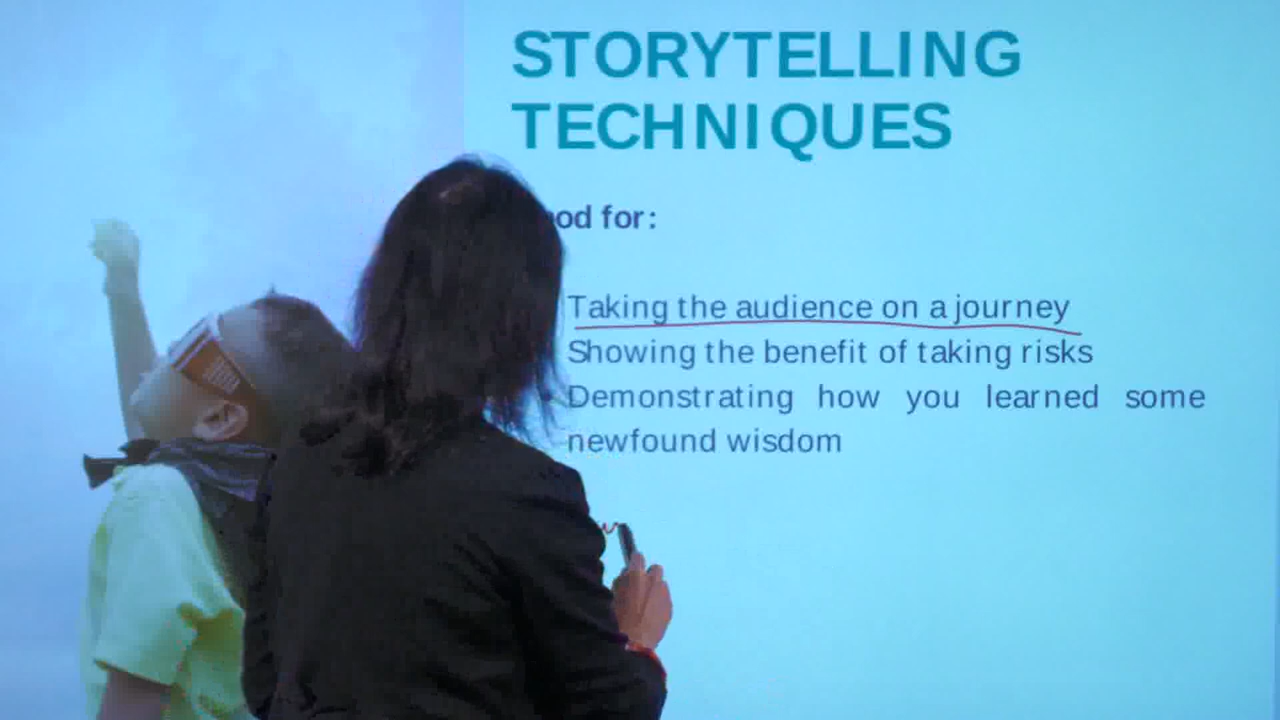 STORYTELLING
TECHNIQUES
for:
Taking the audience on a journey
Showing the benefit of taking risks
Demonstrating how you learned some
newfound wisdom